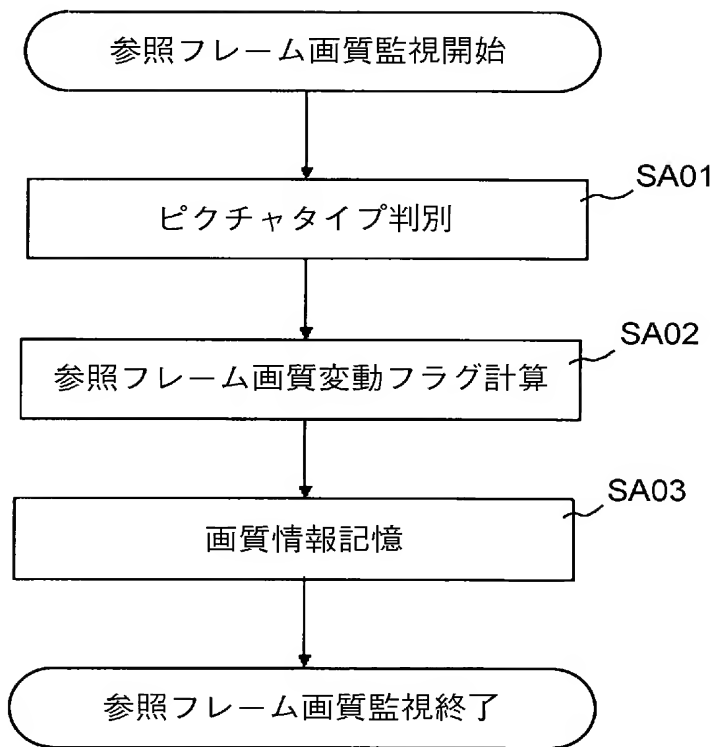 参照フレーム画質監視開始
SA01
ピクチャタイプ判別
SA02
参照フレーム画質変動フラグ計算
SA03
画質情報記憶
参照フレーム画質監視終了